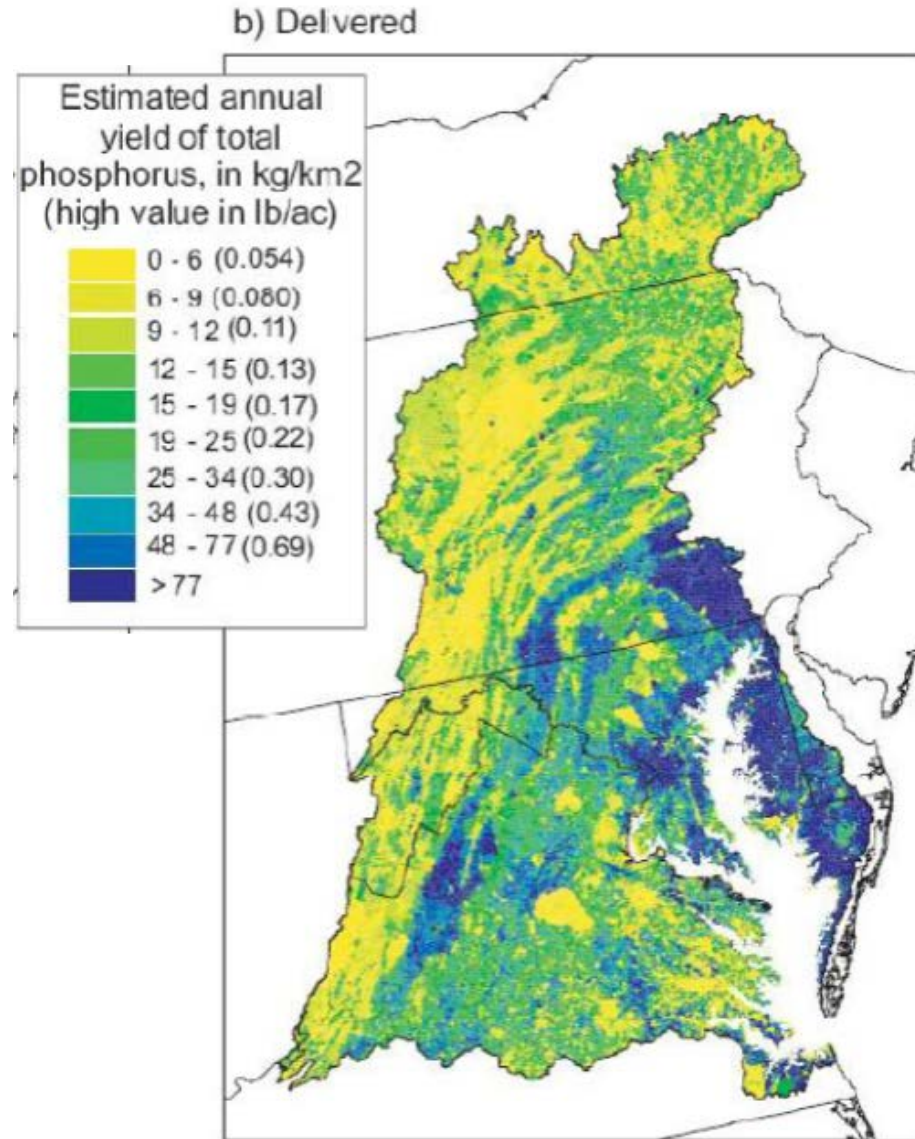 b) Delivered
Estimated annual
yield of total
phosphorus, in kg/km2
(high value in lb/ac)
0 - 6 (0.054)
6 - 9 (0.080)
9 - 12 (0.11)
12 - 15 (0.13)
15 - 19 (0.17)
19 - 25 (0.22)
25 - 34 (0.30)
34 - 48 (0.43)
48 - 77 (0.69)
> 77